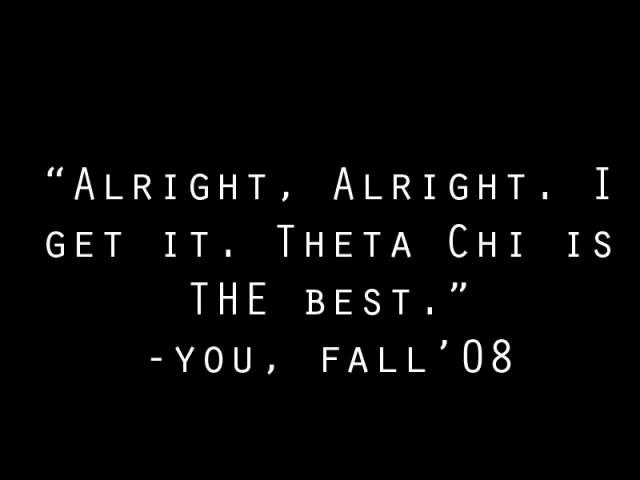 “Alright, Alright. I
get it. Theta Chi is
THE best.”
-you, fall’08